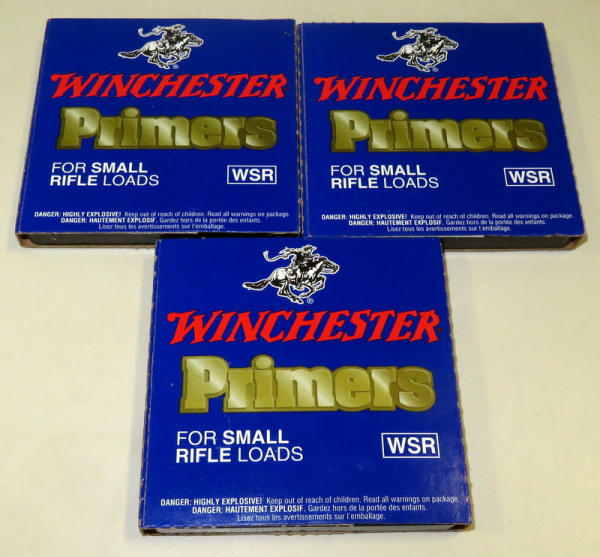 WINCHESTER
Primers
FOR SMALL
RIFLE LOADS
WSR
DANGER: HIGHLY EXPLOSIVE! Keep out of reach of children. Read all warnings on package.
DANGER: HAUTEMENT EXPLOSIF. Gardez hors de la portée des enfants.
Lisez tous les avertissements sur l'emballage.
WINCHESTER
Primers
FOR SMALL
RIFLE LOADS
WSR
DANGER: HIGHLY EXPLOSIVE! Keep out of reach of children. Read all warnings on package.
DANGER: HAUTEMENT EXPLOSIF. Gardez hors de la portée des enfants.
Lisez tous les avertissements sur l'emballage.
®
WINCHESTER
Primers
FOR SMALL
RIFLE LOADS
WSR
DANGER: HIGHLY EXPLOSIVE! Keep out of reach of children. Read all warnings on package.
DANGER: HAUTEMENT EXPLOSIF. Gardez hors de la portée des enfants.
Lisez tous les avertissements sur l'emballage.